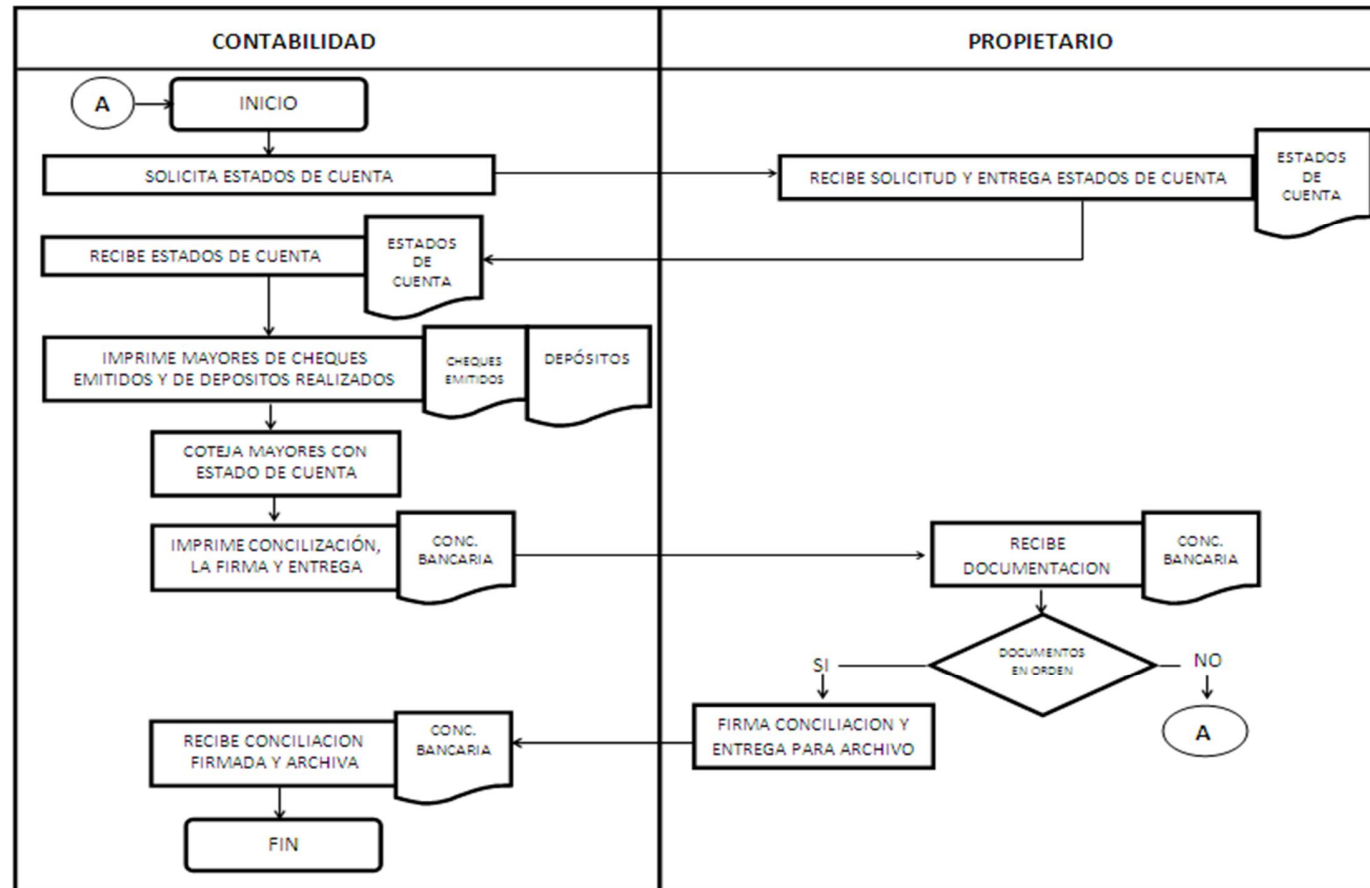 CONTABILIDAD
PROPIETARIO
A
INICIO
SOLICITA ESTADOS DE CUENTA
RECIBE SOLICITUD Y ENTREGA ESTADOS DE CUENTA
ESTADOS
DE
CUENTA
RECIBE ESTADOS DE CUENTA
ESTADOS
DE
CUENTA
IMPRIME MAYORES DE CHEQUES
EMITIDOS Y DE DEPOSITOS REALIZADOS
CHEQUES
EMITIDOS
DEPÓSITOS
COTEJA MAYORES CON
ESTADO DE CUENTA
IMPRIME CONCILIZACIÓN,
LA FIRMA Y ENTREGA
CONC.
BANCARIA
RECIBE
DOCUMENTACION
CONC.
BANCARIA
DOCUMENTOS
EN ORDEN
SI
NO
A
FIRMA CONCILIACION Y
ENTREGA PARA ARCHIVO
RECIBE CONCILIACION
FIRMADA Y ARCHIVA
CONC.
BANCARIA
FIN